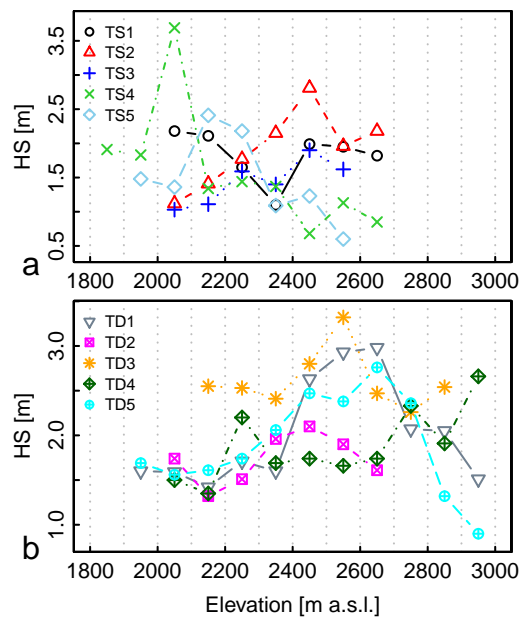 3.5
2.5
1.5
0.5
HS [m]
TS1
TS2
TS3
TS4
TS5
a
1800 2000 2200 2400 2600 2800 3000
3.0
2.0
1.0
HS [m]
TD1
TD2
TD3
TD4
TD5
b
1800 2000 2200 2400 2600 2800 3000
Elevation [m a.s.l.]